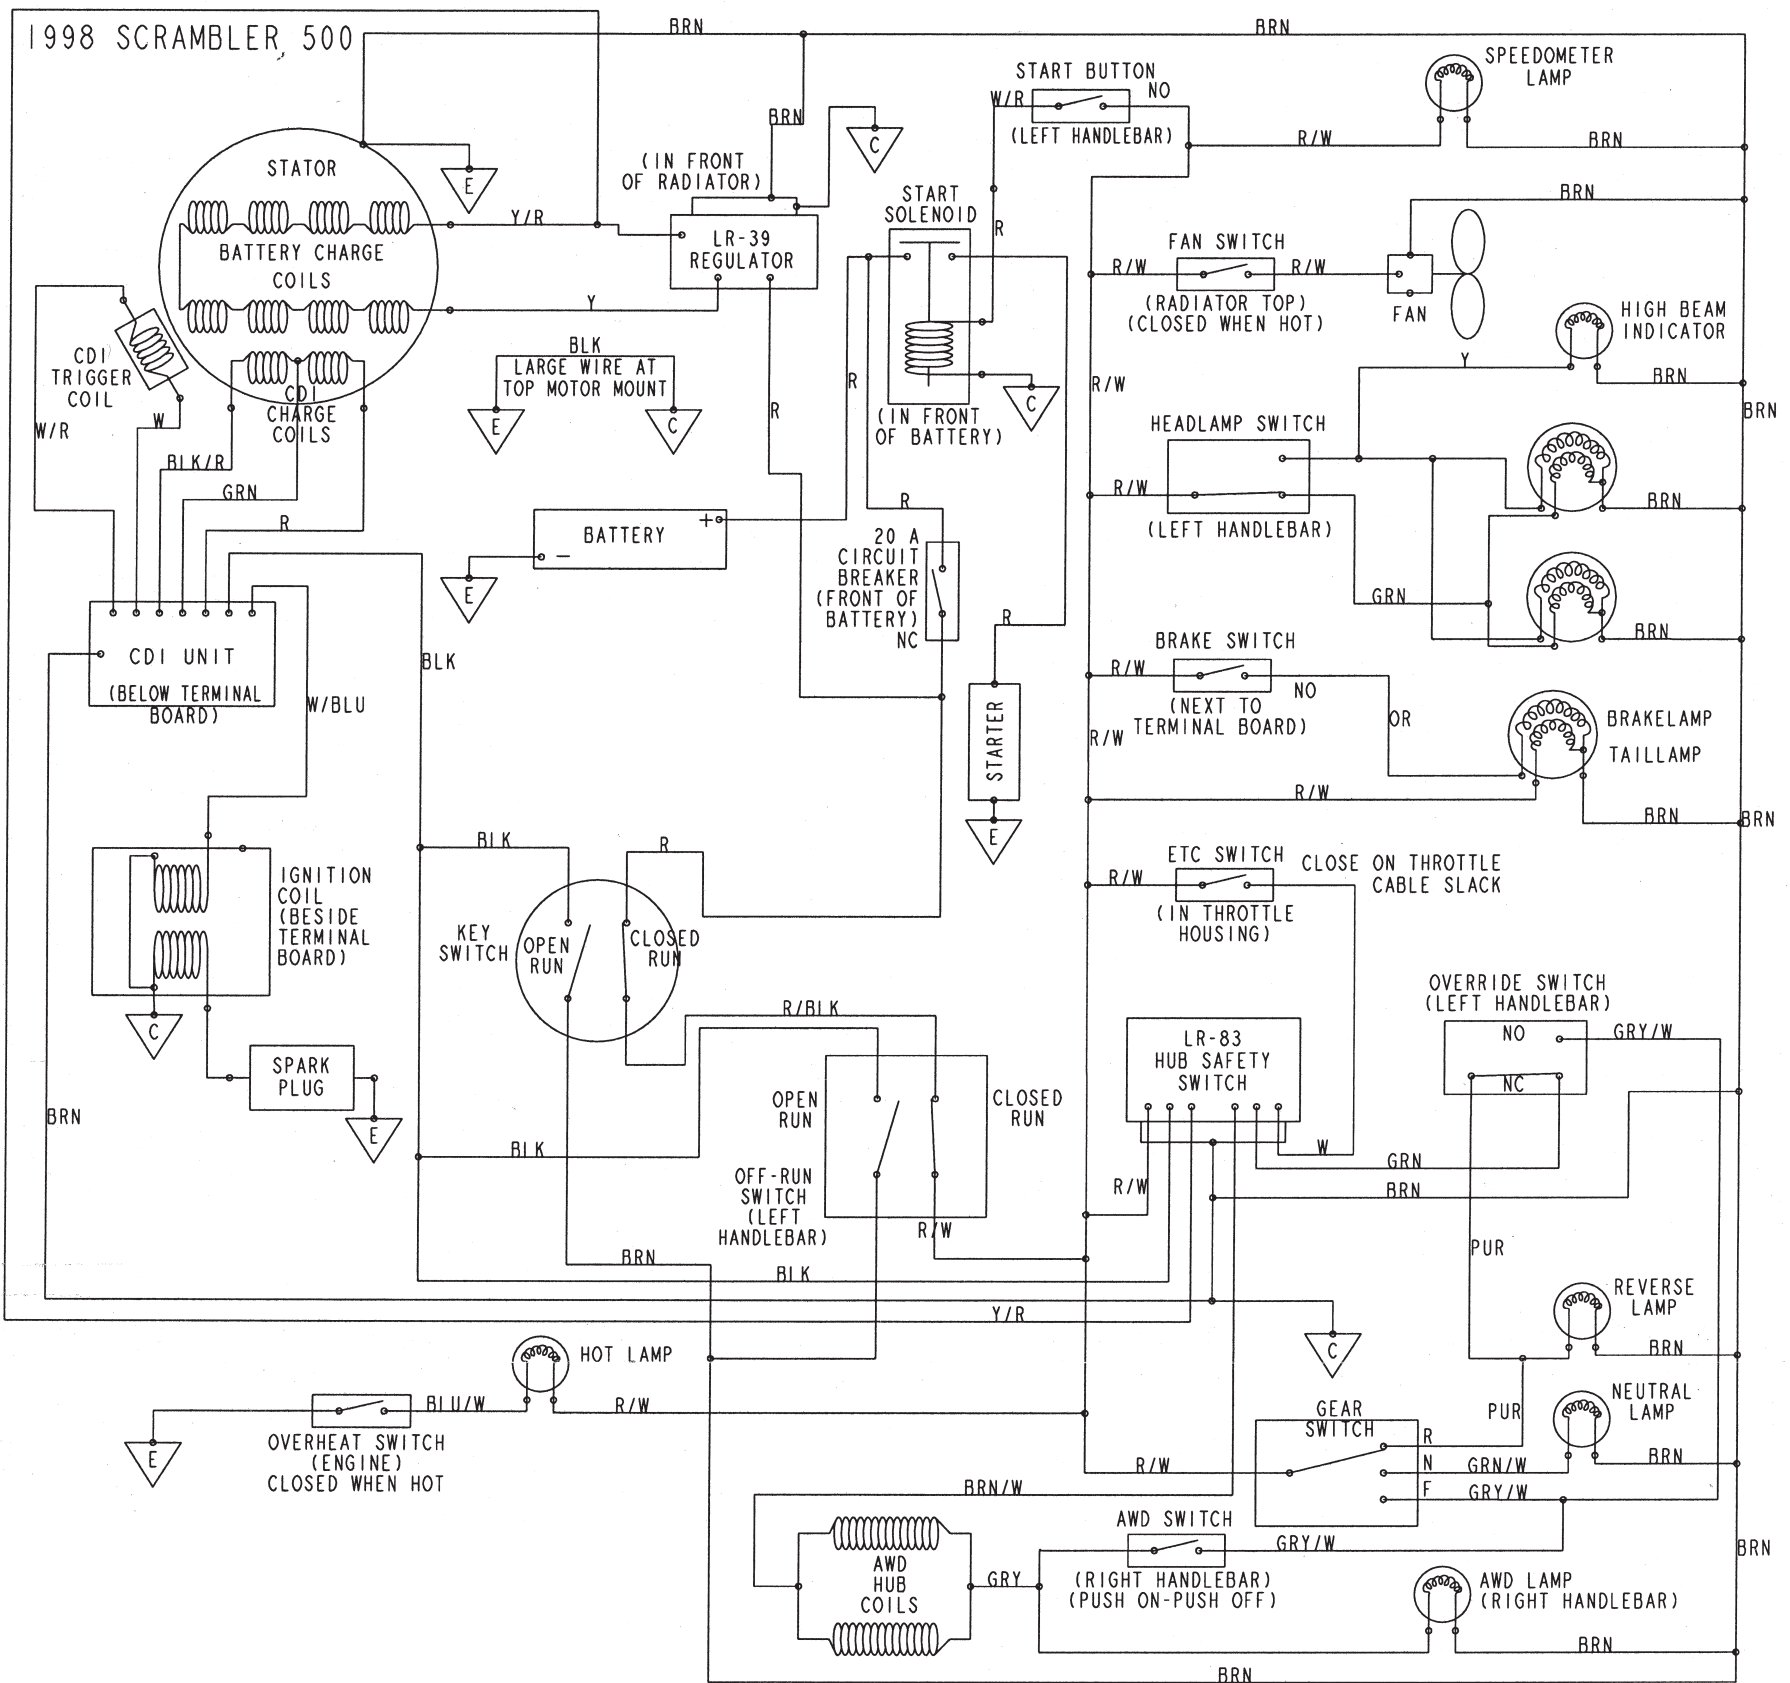 1998 SCRAMBLER, 500
BRN
BRN
SPEEDOMETER
LAMP
START BUTTON
NO
W/R
(LEFT HANDLEBAR)
R/W
BRN
BRN
C
STATOR
E
(IN FRONT
OF RADIATOR)
START
SOLENOID
BRN
Y/R
LR-39
REGULATOR
R
FAN SWITCH
R/W
R/W
(RADIATOR TOP)
(CLOSED WHEN HOT)
FAN
BATTERY CHARGE
COILS
Y
HIGH BEAM
INDICATOR
CDI
TRIGGER
COIL
BLK
LARGE WIRE AT
TOP MOTOR MOUNT
E
C
R
R
C
(IN FRONT
OF BATTERY)
R/W
Y
BRN
BRN
CDI
CHARGE
COILS
W/R
W
BLK/R
GRN
R
HEADLAMP SWITCH
R/W
(LEFT HANDLEBAR)
BRN
BATTERY
+
-
E
R
20 A
CIRCUIT
BREAKER
(FRONT OF
BATTERY)
NC
R
GRN
BRN
CDI UNIT
(BELOW TERMINAL
BOARD)
BLK
W/BLU
BRAKE SWITCH
R/W
NO
(NEXT TO
TERMINAL BOARD)
OR
R/W
BRAKELAMP
TAILLAMP
STARTER
E
R/W
BRN
BRN
BLK
R
ETC SWITCH
CLOSE ON THROTTLE
CABLE SLACK
R/W
(IN THROTTLE
HOUSING)
IGNITION
COIL
(BESIDE
TERMINAL
BOARD)
C
KEY
SWITCH
OPEN
RUN
CLOSED
RUN
OVERRIDE SWITCH
(LEFT HANDLEBAR)
NO
GRY/W
NC
R/BLK
LR-83
HUB SAFETY
SWITCH
SPARK
PLUG
E
OPEN
RUN
CLOSED
RUN
BRN
BLK
W
GRN
BRN
OFF-RUN
SWITCH
(LEFT
HANDLEBAR)
R/W
R/W
PUR
BRN
BLK
Y/R
C
REVERSE
LAMP
BRN
HOT LAMP
BLU/W
R/W
E
OVERHEAT SWITCH
(ENGINE)
CLOSED WHEN HOT
GEAR
SWITCH
PUR
R
N
F
NEUTRAL
LAMP
BRN
R/W
GRN/W
GRY/W
BRN/W
AWD SWITCH
GRY/W
(RIGHT HANDLEBAR)
(PUSH ON-PUSH OFF)
AWD
HUB
COILS
GRY
AWD LAMP
(RIGHT HANDLEBAR)
BRN
BRN
BRN